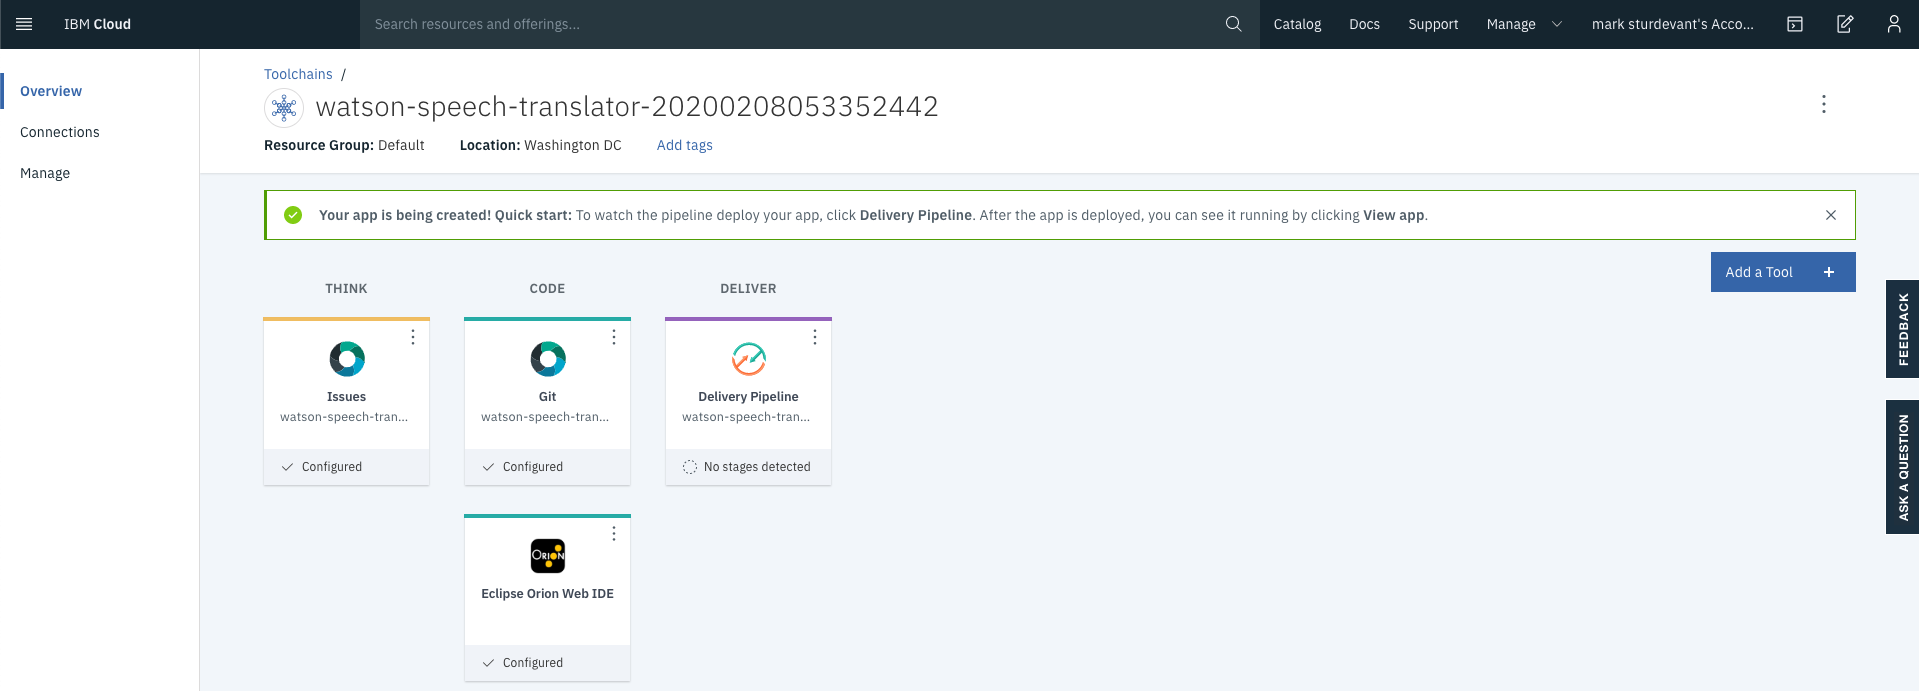 IBM Cloud
Search resources and offerings...
Catalog
Docs
Support
Manage
mark sturdevant's Acco...
Overview
Connections
Manage
Toolchains /
watson-speech-translator-20200208053352442
Resource Group: Default
Location: Washington DC
Add tags
Your app is being created! Quick start: To watch the pipeline deploy your app, click Delivery Pipeline. After the app is deployed, you can see it running by clicking View app.
Add a Tool +
THINK
CODE
DELIVER
Issues
watson-speech-tran...
Configured
Git
watson-speech-tran...
Configured
Delivery Pipeline
watson-speech-tran...
No stages detected
ORION
Eclipse Orion Web IDE
Configured
FEEDBACK
ASK A QUESTION